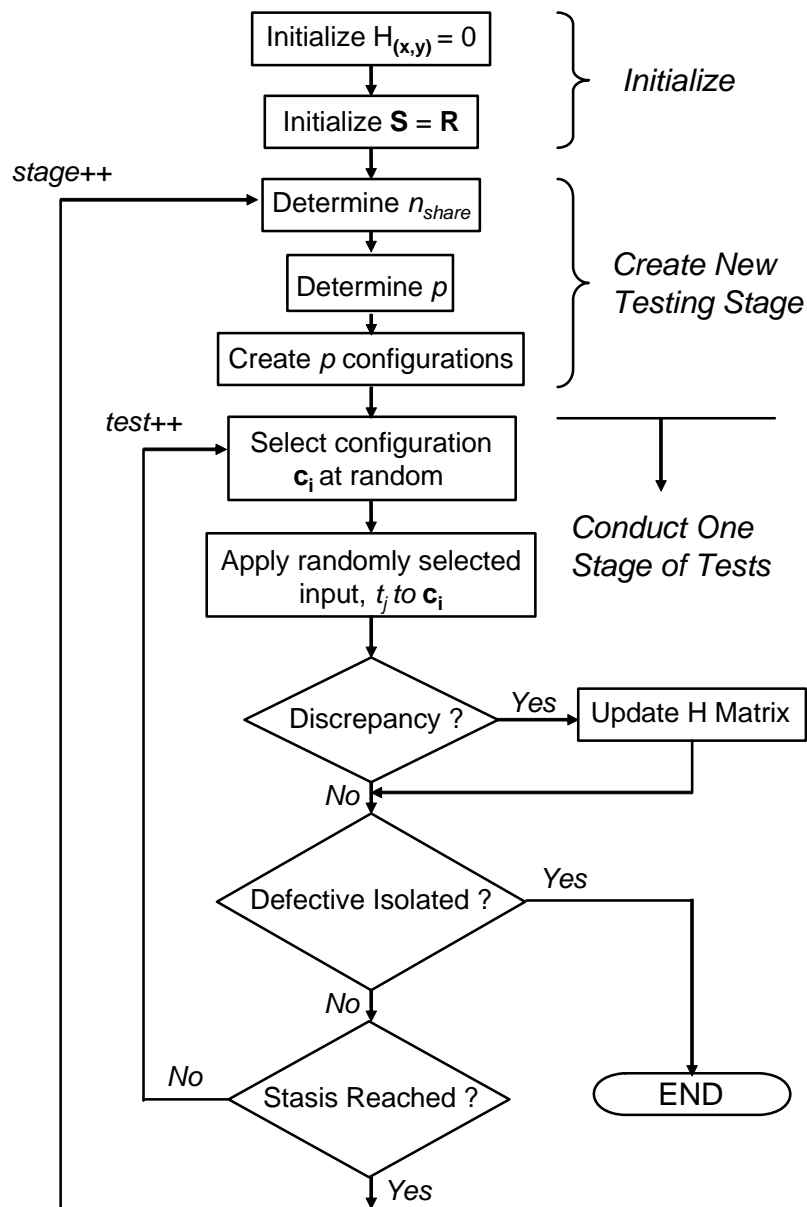 Initialize H(x,y) = 0
Initialize
Initialize S = R
stage++
Determine nshare
Create New
Testing Stage
Determine p
Create p configurations
test++
Select configuration
ci at random
Conduct One
Stage of Tests
Apply randomly selected
input, tj to ci
Discrepancy ?
Yes
Update H Matrix
No
Defective Isolated ?
Yes
No
Stasis Reached ?
No
END
Yes